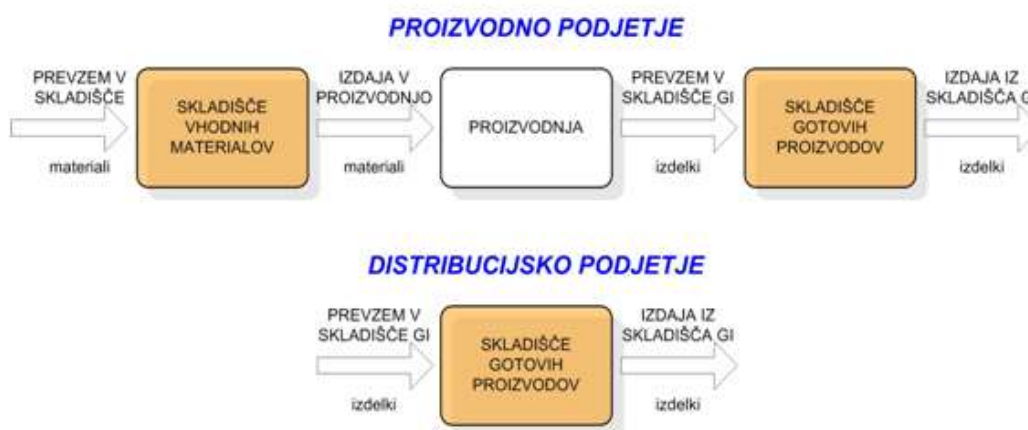 PROIZVODNO PODJETJE
PREVZEM V
SKLADIŠČE
materiali
SKLADIŠČE
VHODNIH
MATERIALOV
IZDAJA V
PROIZVODNJO
materiali
PROIZVODNJA
PREVZEM V
SKLADIŠČE GI
izdelki
SKLADIŠČE
GOTOVIH
PROIZVODOV
IZDAJA IZ
SKLADIŠČA G
izdelki
DISTRIBUCIJSKO PODJETJE
PREVZEM V
SKLADIŠČE GI
izdelki
SKLADIŠČE
GOTOVIH
PROIZVODOV
IZDAJA IZ
SKLADIŠČA GI
izdelki